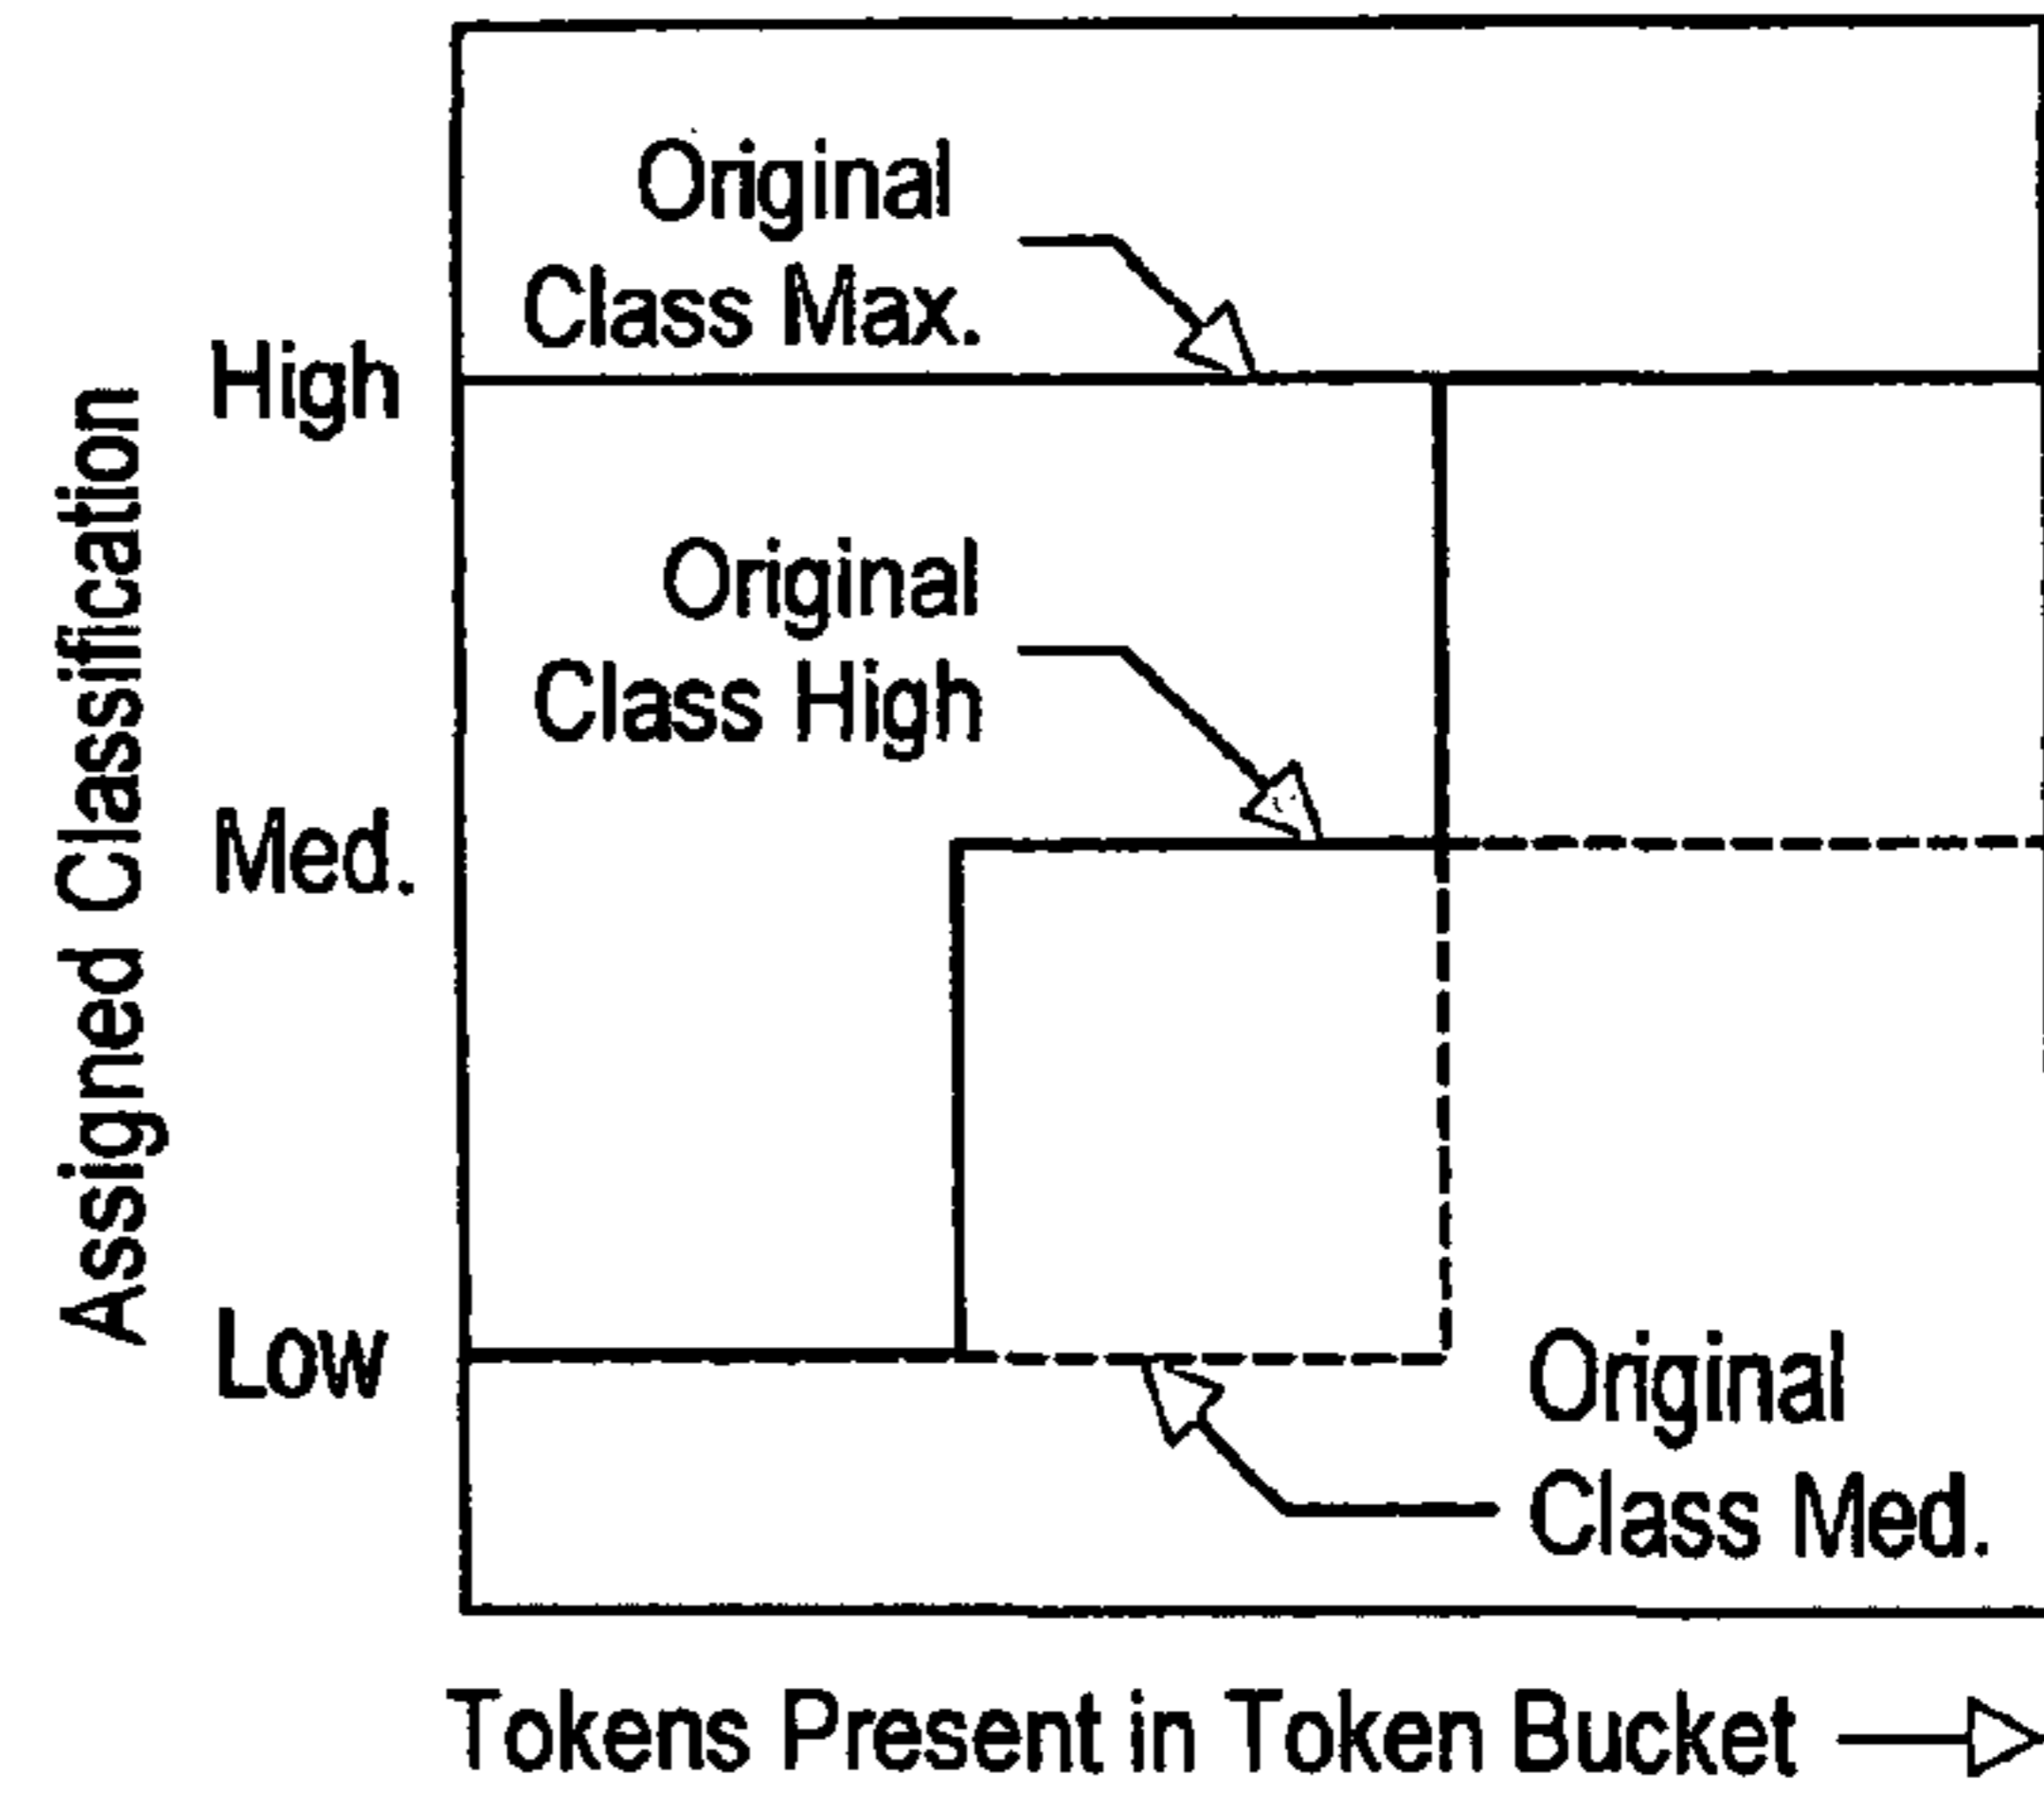 Original
Class Max.
High
Original
Class High
Med.
Assigned Classification
Low
Original
Class Med.
Tokens Present in Token Bucket